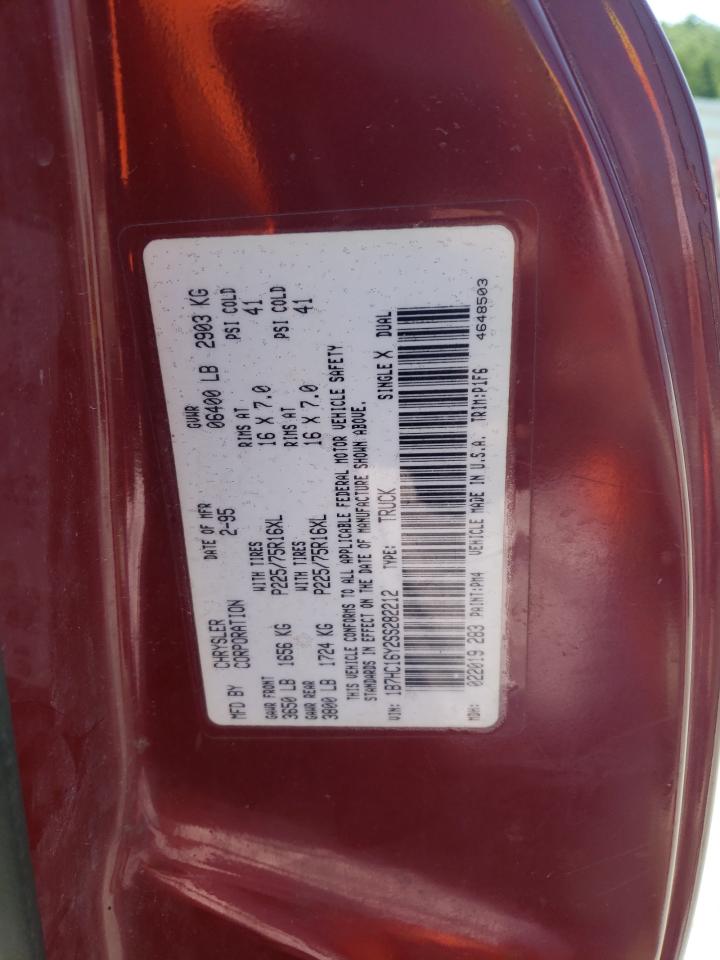 MFD BY CHRYSLER CORPORATION DATE OF MFR 2-95 GVWR 06400 LB 2903 KG
GAWR FRONT 3650 LB 1656 KG WITH TIRES P225/75R16XL RIMS AT 16 X 7.0 PSI COLD 41
GAWR REAR 3800 LB 1724 KG WITH TIRES P225/75R16XL RIMS AT 16 X 7.0 PSI COLD 41
THIS VEHICLE CONFORMS TO ALL APPLICABLE FEDERAL MOTOR VEHICLE SAFETY
STANDARDS IN EFFECT ON THE DATE OF MANUFACTURE SHOWN ABOVE.
VIN: 1B7HC16Y2SS282212 TYPE: TRUCK SINGLE X DUAL
MDH: 022019 283 PAINT:PM4 VEHICLE MADE IN U.S.A. TRIM:P1F6 4648503